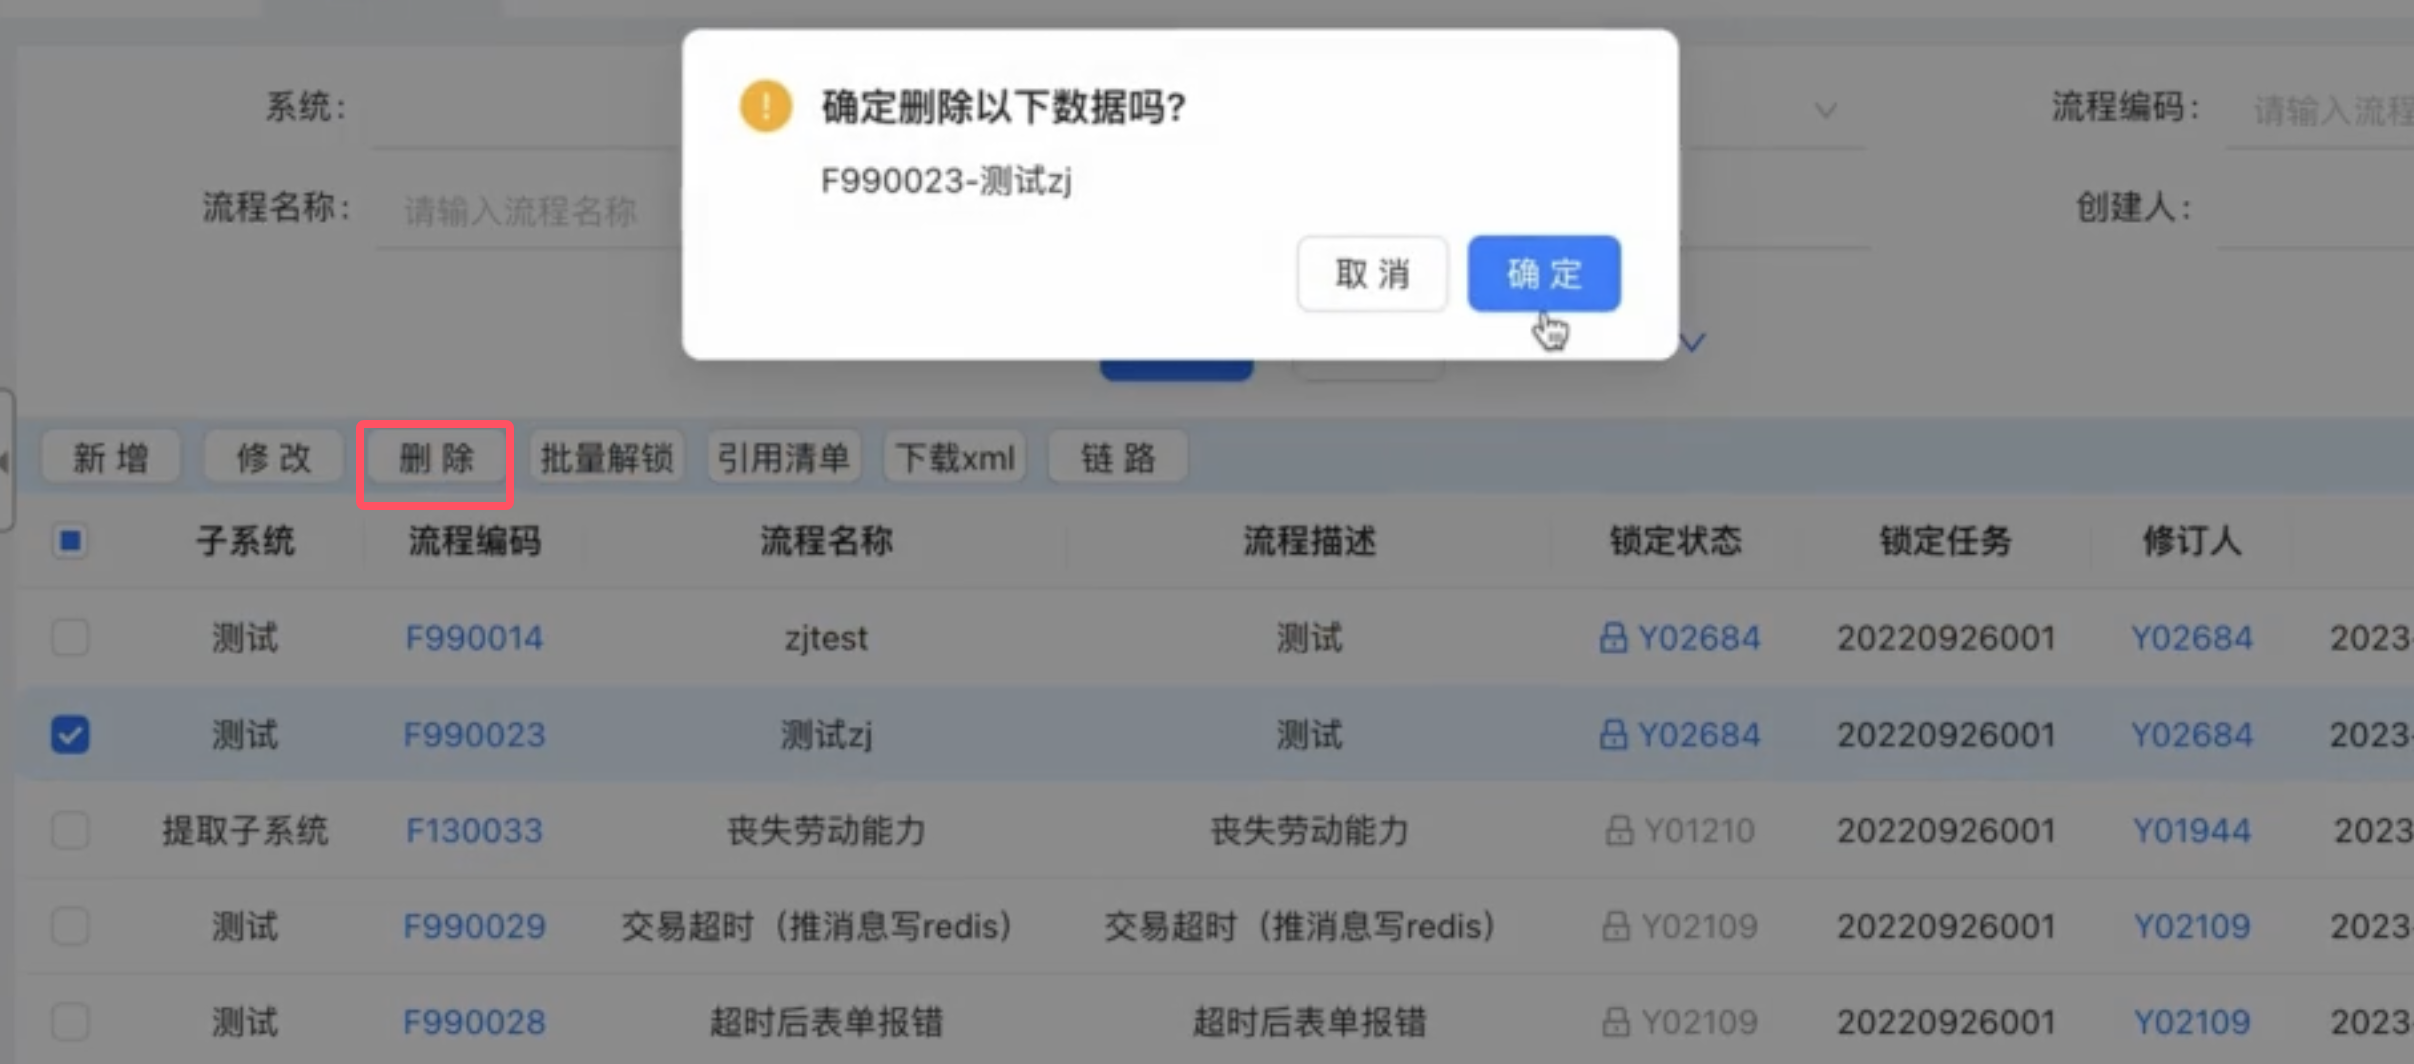 确定删除以下数据吗?
F990023-测试zj
取 消 确 定
系统: 流程编码: 请输入流程
流程名称: 请输入流程名称 创建人:
新 增 修 改 删 除 批量解锁 引用清单 下载xml 链 路
子系统 流程编码 流程名称 流程描述 锁定状态 锁定任务 修订人
测试 F990014 zjtest 测试 Y02684 20220926001 Y02684 2023-
测试 F990023 测试zj 测试 Y02684 20220926001 Y02684 2023-
提取子系统 F130033 丧失劳动能力 丧失劳动能力 Y01210 20220926001 Y01944 2023
测试 F990029 交易超时（推消息写redis） 交易超时（推消息写redis） Y02109 20220926001 Y02109 2023-
测试 F990028 超时后表单报错 超时后表单报错 Y02109 20220926001 Y02109 2023-